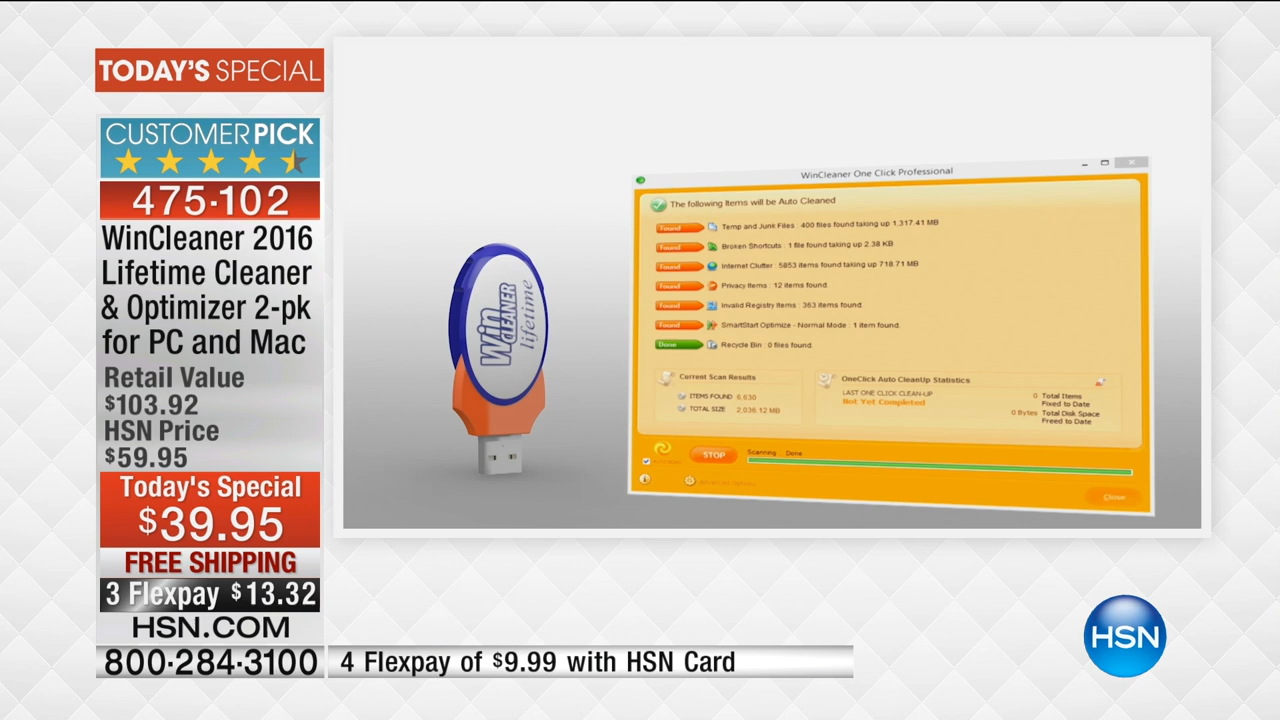 TODAY'S SPECIAL
CUSTOMER PICK
475-102
WinCleaner 2016
Lifetime Cleaner
& Optimizer 2-pk
for PC and Mac
Retail Value
$103.92
HSN Price
$59.95
Today's Special
$39.95
FREE SHIPPING
3 Flexpay $13.32
HSN.COM
800·284·3100
4 Flexpay of $9.99 with HSN Card
HSN
Win
CLEANER
lifetime
WinCleaner One Click Professional
The following Items will be Auto Cleaned
Found Temp and Junk Files : 400 files found taking up 1,317.41 MB
Found Broken Shortcuts : 1 file found taking up 2.38 KB
Found Internet Clutter : 5853 items found taking up 718.71 MB
Found Privacy Items : 12 items found.
Found Invalid Registry Items : 363 items found.
Found SmartStart Optimize - Normal Mode : 1 item found.
Done Recycle Bin : 0 files found.
Current Scan Results
ITEMS FOUND 6,630
TOTAL SIZE 2,036.12 MB
OneClick Auto CleanUp Statistics
LAST ONE CLICK CLEAN-UP
Not Yet Completed
0 Total Items
Fixed to Date
0 Bytes Total Disk Space
Freed to Date
STOP
Scanning Done
Advanced Options
Close